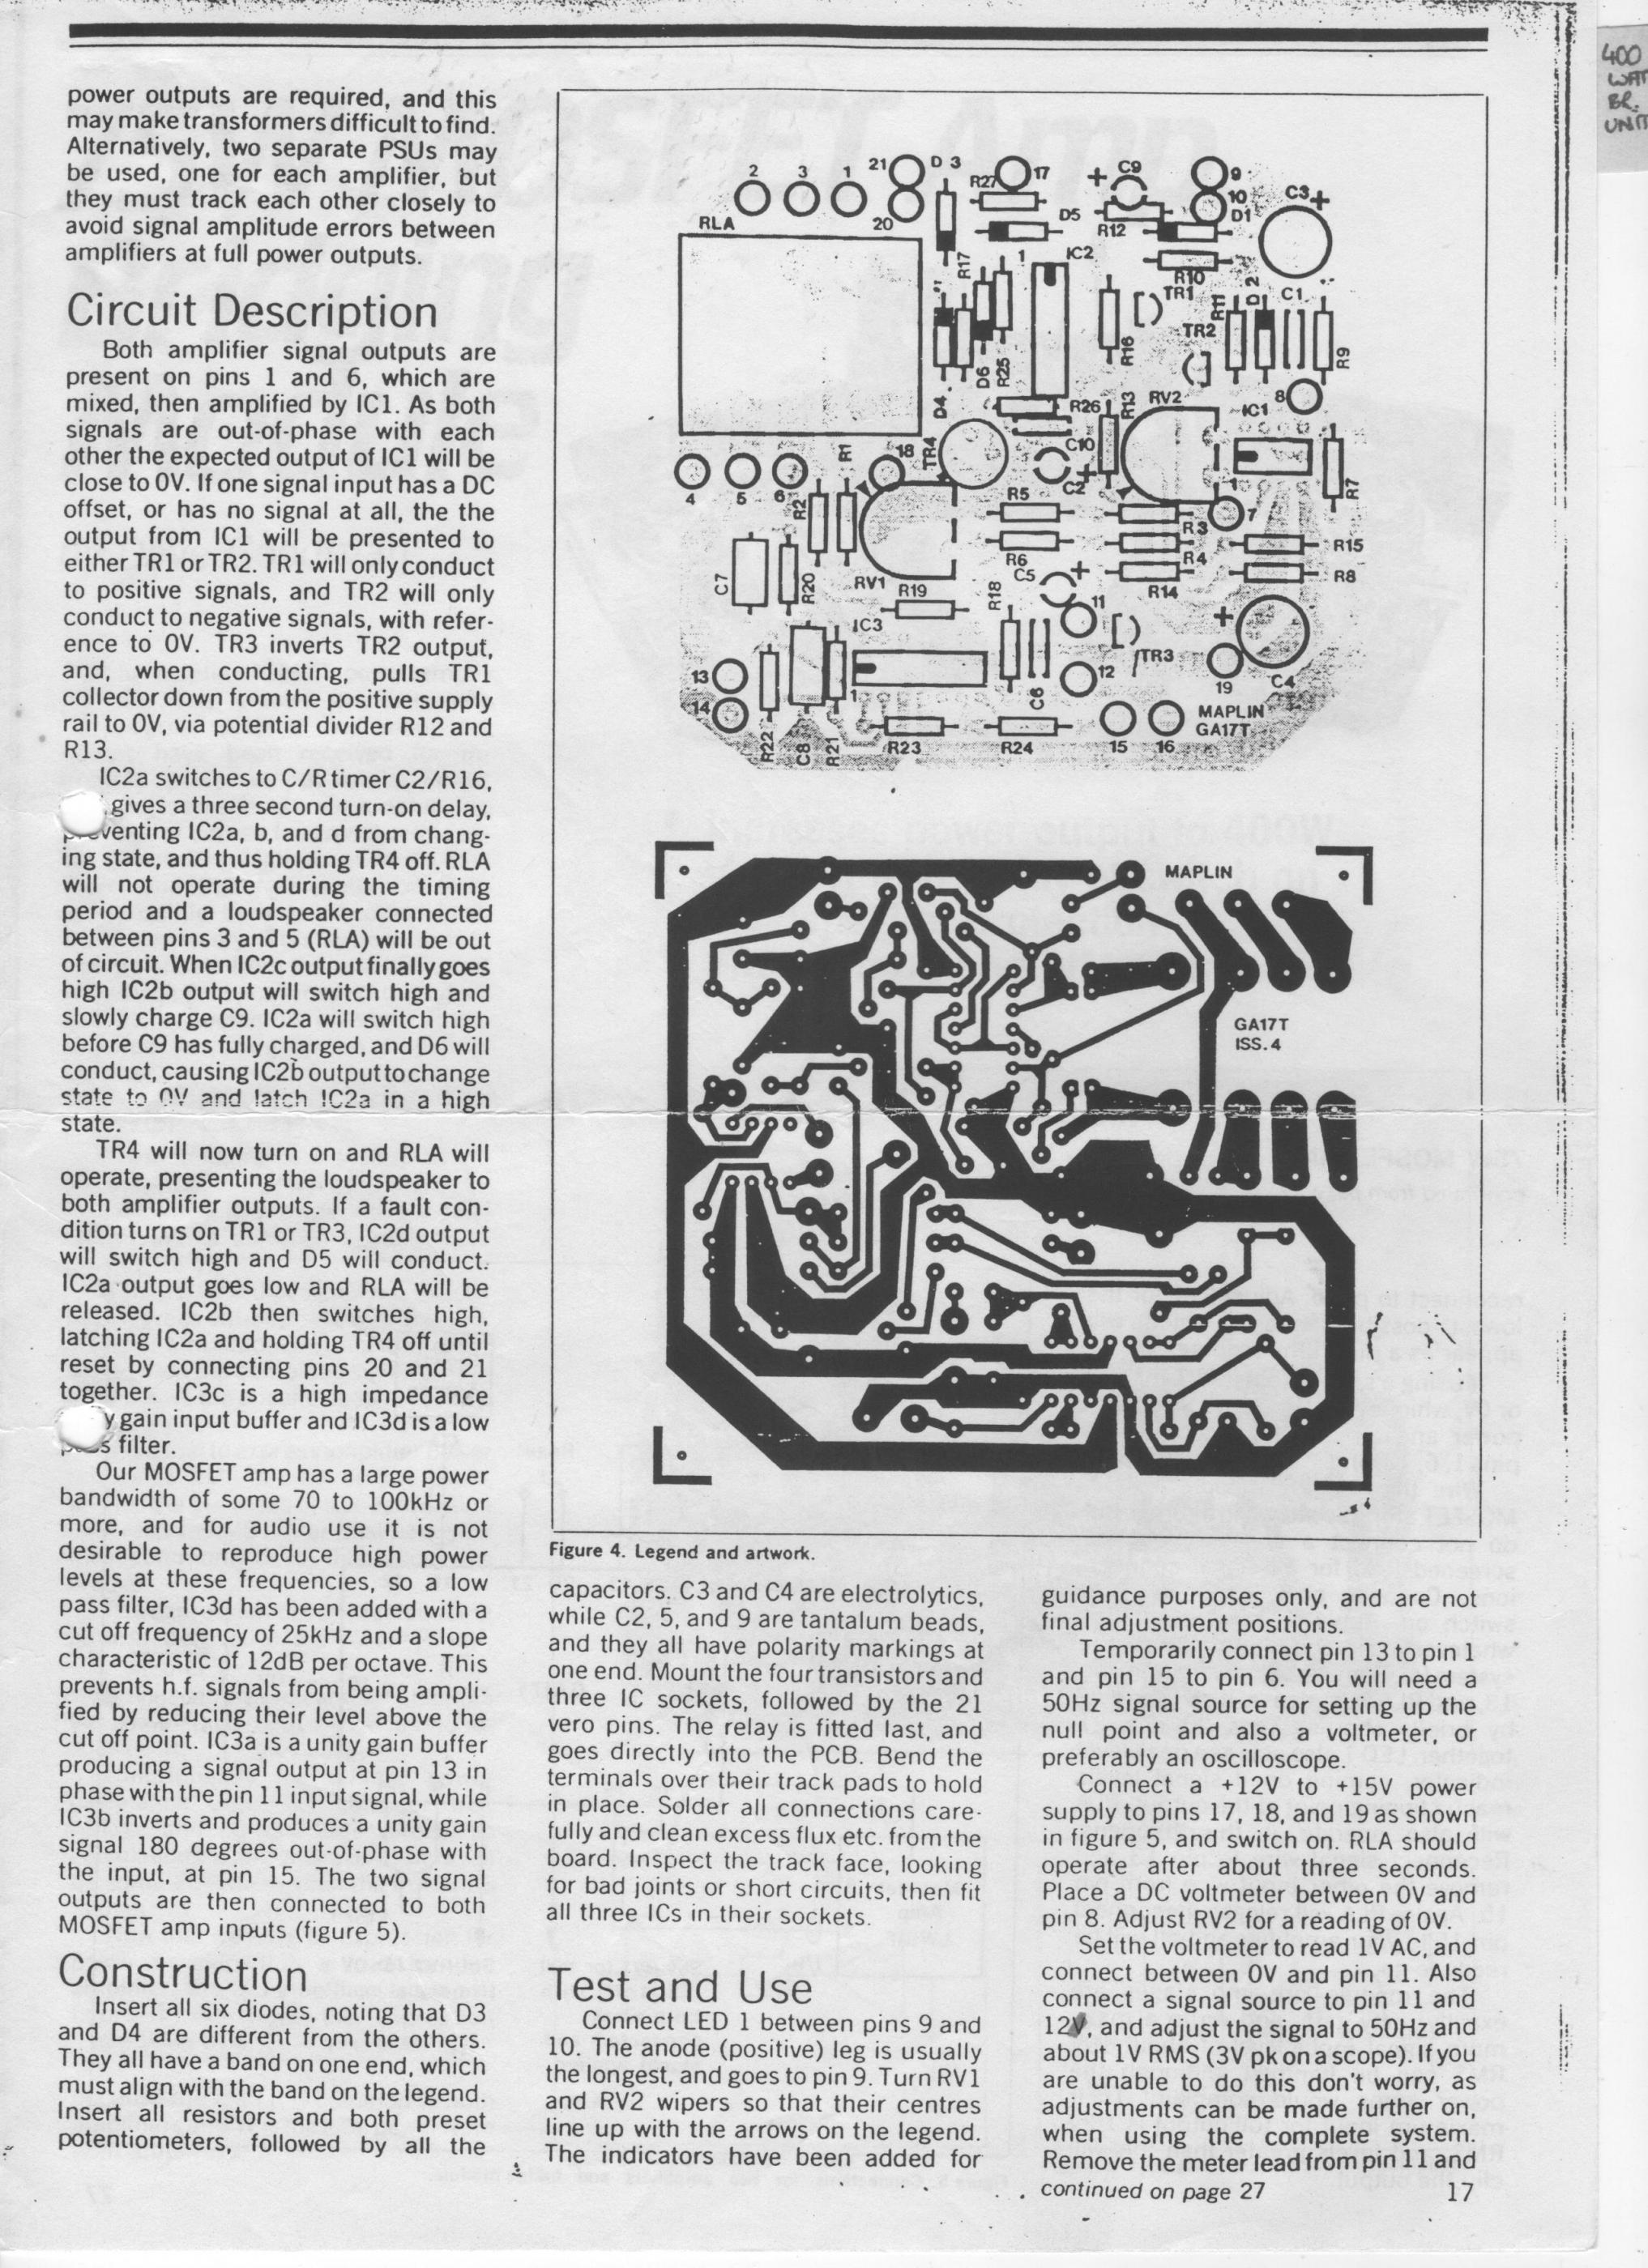 400
WAT
BR.
UNIT
power outputs are required, and this
may make transformers difficult to find.
Alternatively, two separate PSUs may
be used, one for each amplifier, but
they must track each other closely to
avoid signal amplitude errors between
amplifiers at full power outputs.
Circuit Description
Both amplifier signal outputs are
present on pins 1 and 6, which are
mixed, then amplified by IC1. As both
signals are out-of-phase with each
other the expected output of IC1 will be
close to 0V. If one signal input has a DC
offset, or has no signal at all, the the
output from IC1 will be presented to
either TR1 or TR2. TR1 will only conduct
to positive signals, and TR2 will only
conduct to negative signals, with refer-
ence to 0V. TR3 inverts TR2 output,
and, when conducting, pulls TR1
collector down from the positive supply
rail to 0V, via potential divider R12 and
R13.
IC2a switches to C/R timer C2/R16,
gives a three second turn-on delay,
venting IC2a, b, and d from chang-
ing state, and thus holding TR4 off. RLA
will not operate during the timing
period and a loudspeaker connected
between pins 3 and 5 (RLA) will be out
of circuit. When IC2c output finally goes
high IC2b output will switch high and
slowly charge C9. IC2a will switch high
before C9 has fully charged, and D6 will
conduct, causing IC2b output to change
state to 0V and latch IC2a in a high
state.
TR4 will now turn on and RLA will
operate, presenting the loudspeaker to
both amplifier outputs. If a fault con-
dition turns on TR1 or TR3, IC2d output
will switch high and D5 will conduct.
IC2a output goes low and RLA will be
released. IC2b then switches high,
latching IC2a and holding TR4 off until
reset by connecting pins 20 and 21
together. IC3c is a high impedance
y gain input buffer and IC3d is a low
s filter.
Our MOSFET amp has a large power
bandwidth of some 70 to 100kHz or
more, and for audio use it is not
desirable to reproduce high power
levels at these frequencies, so a low
pass filter, IC3d has been added with a
cut off frequency of 25kHz and a slope
characteristic of 12dB per octave. This
prevents h.f. signals from being ampli-
fied by reducing their level above the
cut off point. IC3a is a unity gain buffer
producing a signal output at pin 13 in
phase with the pin 11 input signal, while
IC3b inverts and produces a unity gain
signal 180 degrees out-of-phase with
the input, at pin 15. The two signal
outputs are then connected to both
MOSFET amp inputs (figure 5).
Construction
Insert all six diodes, noting that D3
and D4 are different from the others.
They all have a band on one end, which
must align with the band on the legend.
Insert all resistors and both preset
potentiometers, followed by all the
2 3 1 21 D 3 R27 17 + C9 9
10 C3 +
RLA 20 D5 R12 D1
R17 1 IC2 R10
TR1 R11 D 2 C1
TR2
D6 R25 R16 R9
D4 R26 R13 RV2 IC1 8
R1 18 TR4 C10
4 5 6 C2 + 1 R7
R2 R5 R3 7
R6 R4 R15
C7 R20 RV1 R19 R18 C5 + R14 R8
IC3 11 +
13 12 TR3 19 C4
14 1 C6 MAPLIN
GA17T
R22 C8 R21 R23 R24 15 16
MAPLIN
GA17T
ISS.4
Figure 4. Legend and artwork.
capacitors. C3 and C4 are electrolytics,
while C2, 5, and 9 are tantalum beads,
and they all have polarity markings at
one end. Mount the four transistors and
three IC sockets, followed by the 21
vero pins. The relay is fitted last, and
goes directly into the PCB. Bend the
terminals over their track pads to hold
in place. Solder all connections care-
fully and clean excess flux etc. from the
board. Inspect the track face, looking
for bad joints or short circuits, then fit
all three ICs in their sockets.
Test and Use
Connect LED 1 between pins 9 and
10. The anode (positive) leg is usually
the longest, and goes to pin 9. Turn RV1
and RV2 wipers so that their centres
line up with the arrows on the legend.
The indicators have been added for
guidance purposes only, and are not
final adjustment positions.
Temporarily connect pin 13 to pin 1
and pin 15 to pin 6. You will need a
50Hz signal source for setting up the
null point and also a voltmeter, or
preferably an oscilloscope.
Connect a +12V to +15V power
supply to pins 17, 18, and 19 as shown
in figure 5, and switch on. RLA should
operate after about three seconds.
Place a DC voltmeter between 0V and
pin 8. Adjust RV2 for a reading of 0V.
Set the voltmeter to read 1V AC, and
connect between 0V and pin 11. Also
connect a signal source to pin 11 and
12V, and adjust the signal to 50Hz and
about 1V RMS (3V pk on a scope). If you
are unable to do this don't worry, as
adjustments can be made further on,
when using the complete system.
Remove the meter lead from pin 11 and
continued on page 27
17